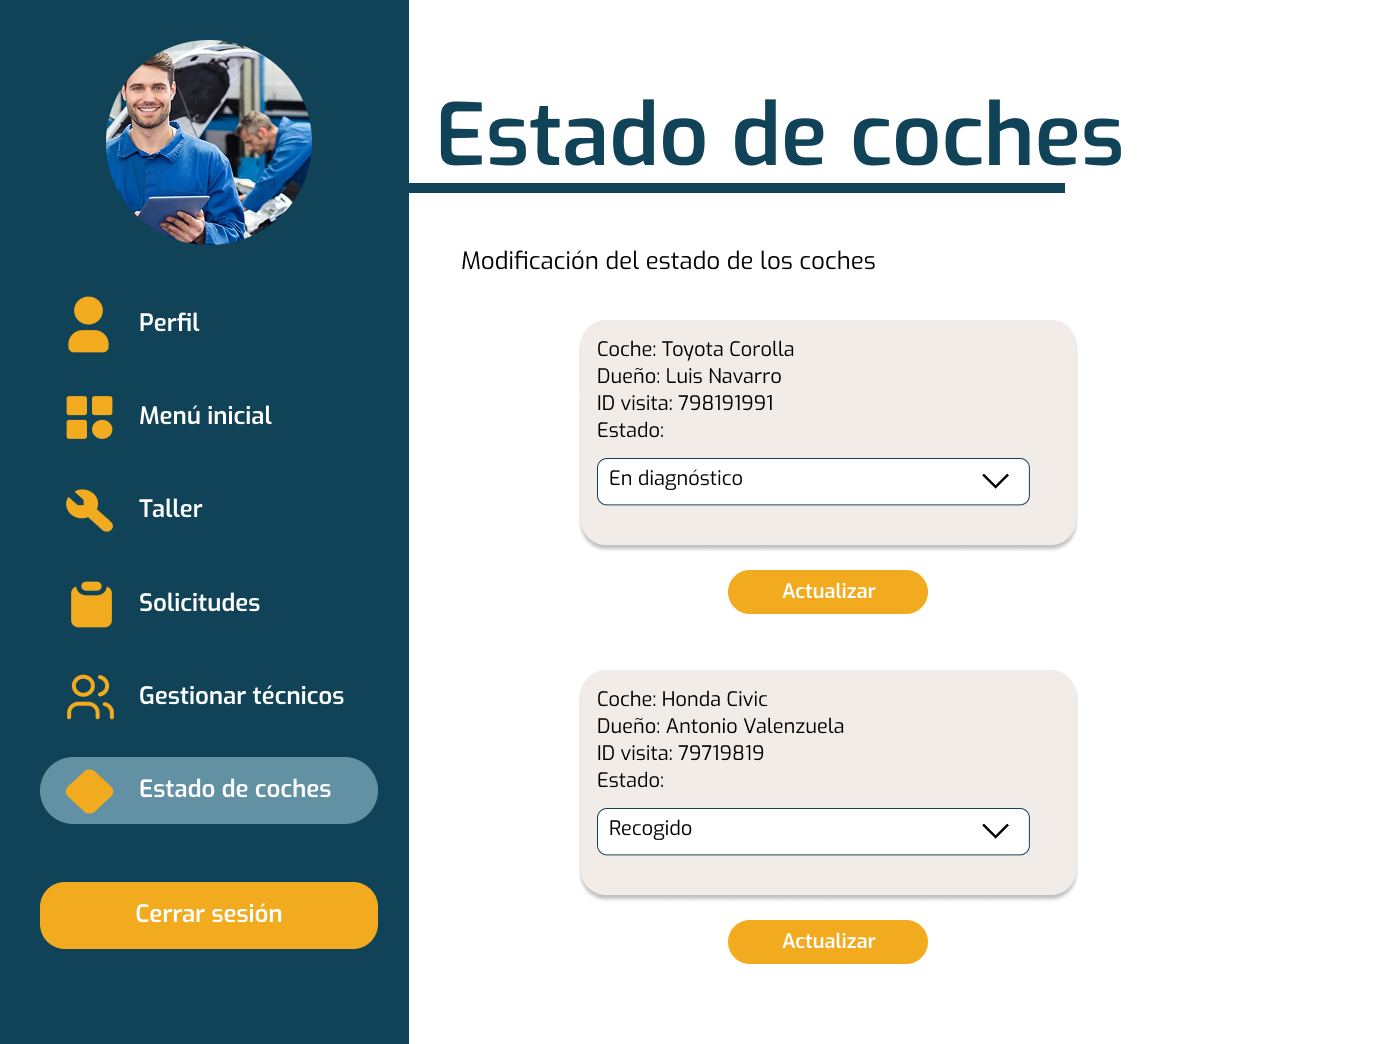 Estado de coches
Modificación del estado de los coches
Perfil
Menú inicial
Taller
Solicitudes
Gestionar técnicos
Estado de coches
Cerrar sesión
Coche: Toyota Corolla
Dueño: Luis Navarro
ID visita: 798191991
Estado:
En diagnóstico
Actualizar
Coche: Honda Civic
Dueño: Antonio Valenzuela
ID visita: 79719819
Estado:
Recogido
Actualizar